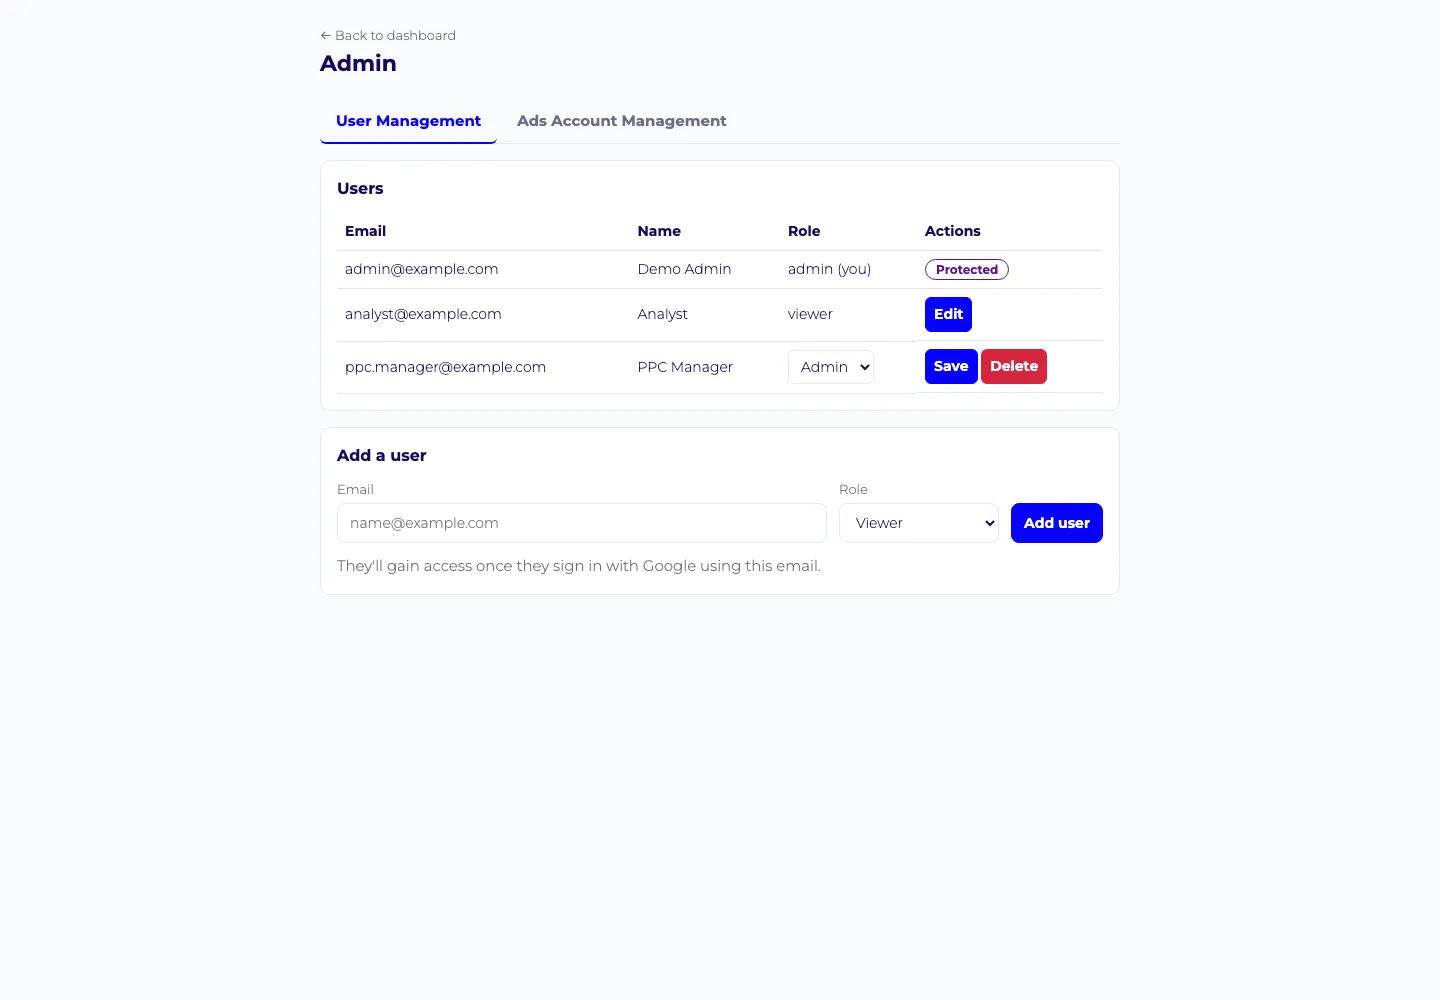 ← Back to dashboard
Admin
User Management Ads Account Management
Users
Email Name Role Actions
admin@example.com Demo Admin admin (you) Protected
analyst@example.com Analyst viewer Edit
ppc.manager@example.com PPC Manager Admin Save Delete
Add a user
Email Role
name@example.com Viewer Add user
They'll gain access once they sign in with Google using this email.